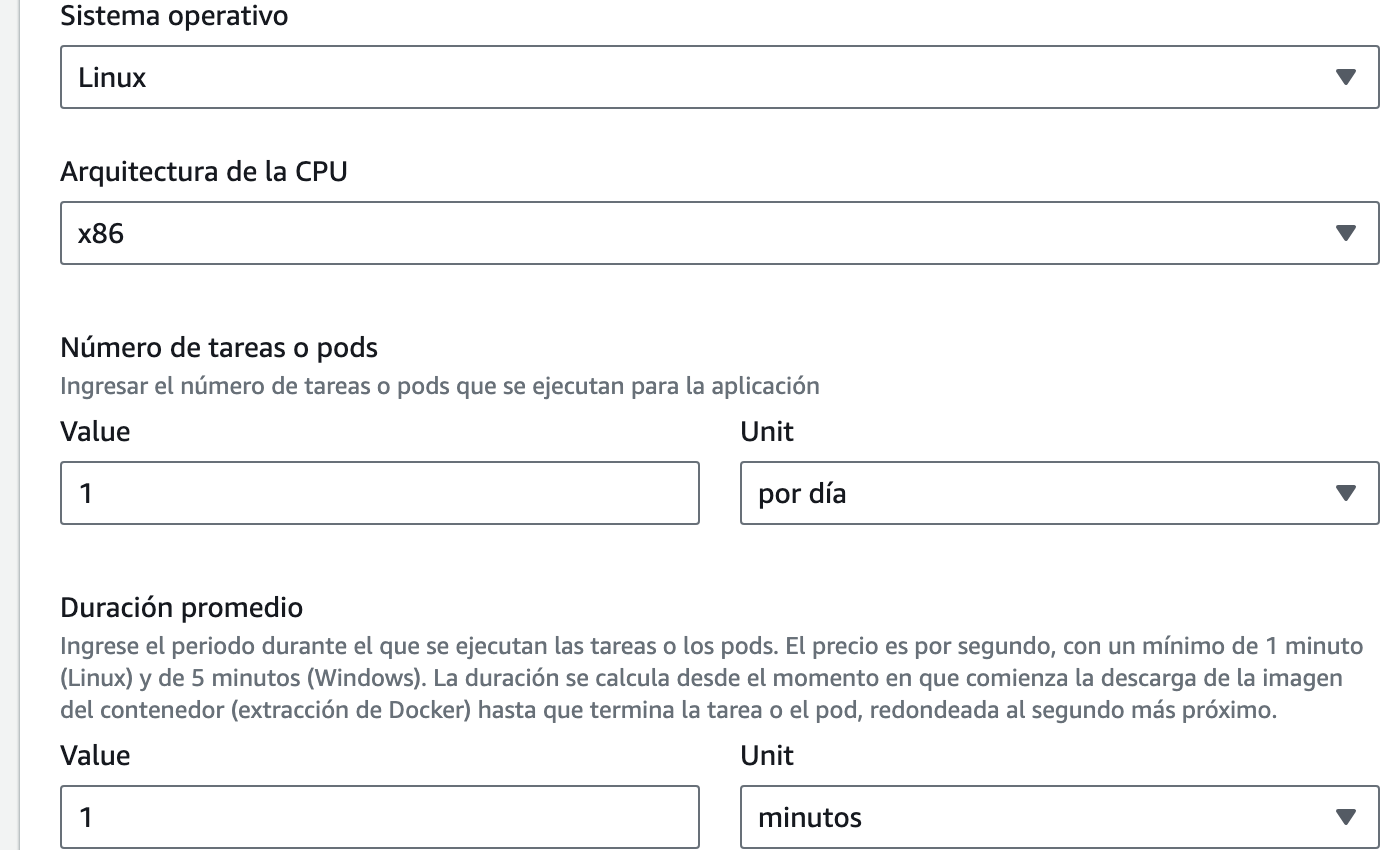 Sistema operativo
Linux
Arquitectura de la CPU
x86
Número de tareas o pods
Ingresar el número de tareas o pods que se ejecutan para la aplicación
Value
Unit
1
por día
Duración promedio
Ingrese el periodo durante el que se ejecutan las tareas o los pods. El precio es por segundo, con un mínimo de 1 minuto
(Linux) y de 5 minutos (Windows). La duración se calcula desde el momento en que comienza la descarga de la imagen
del contenedor (extracción de Docker) hasta que termina la tarea o el pod, redondeada al segundo más próximo.
Value
Unit
1
minutos